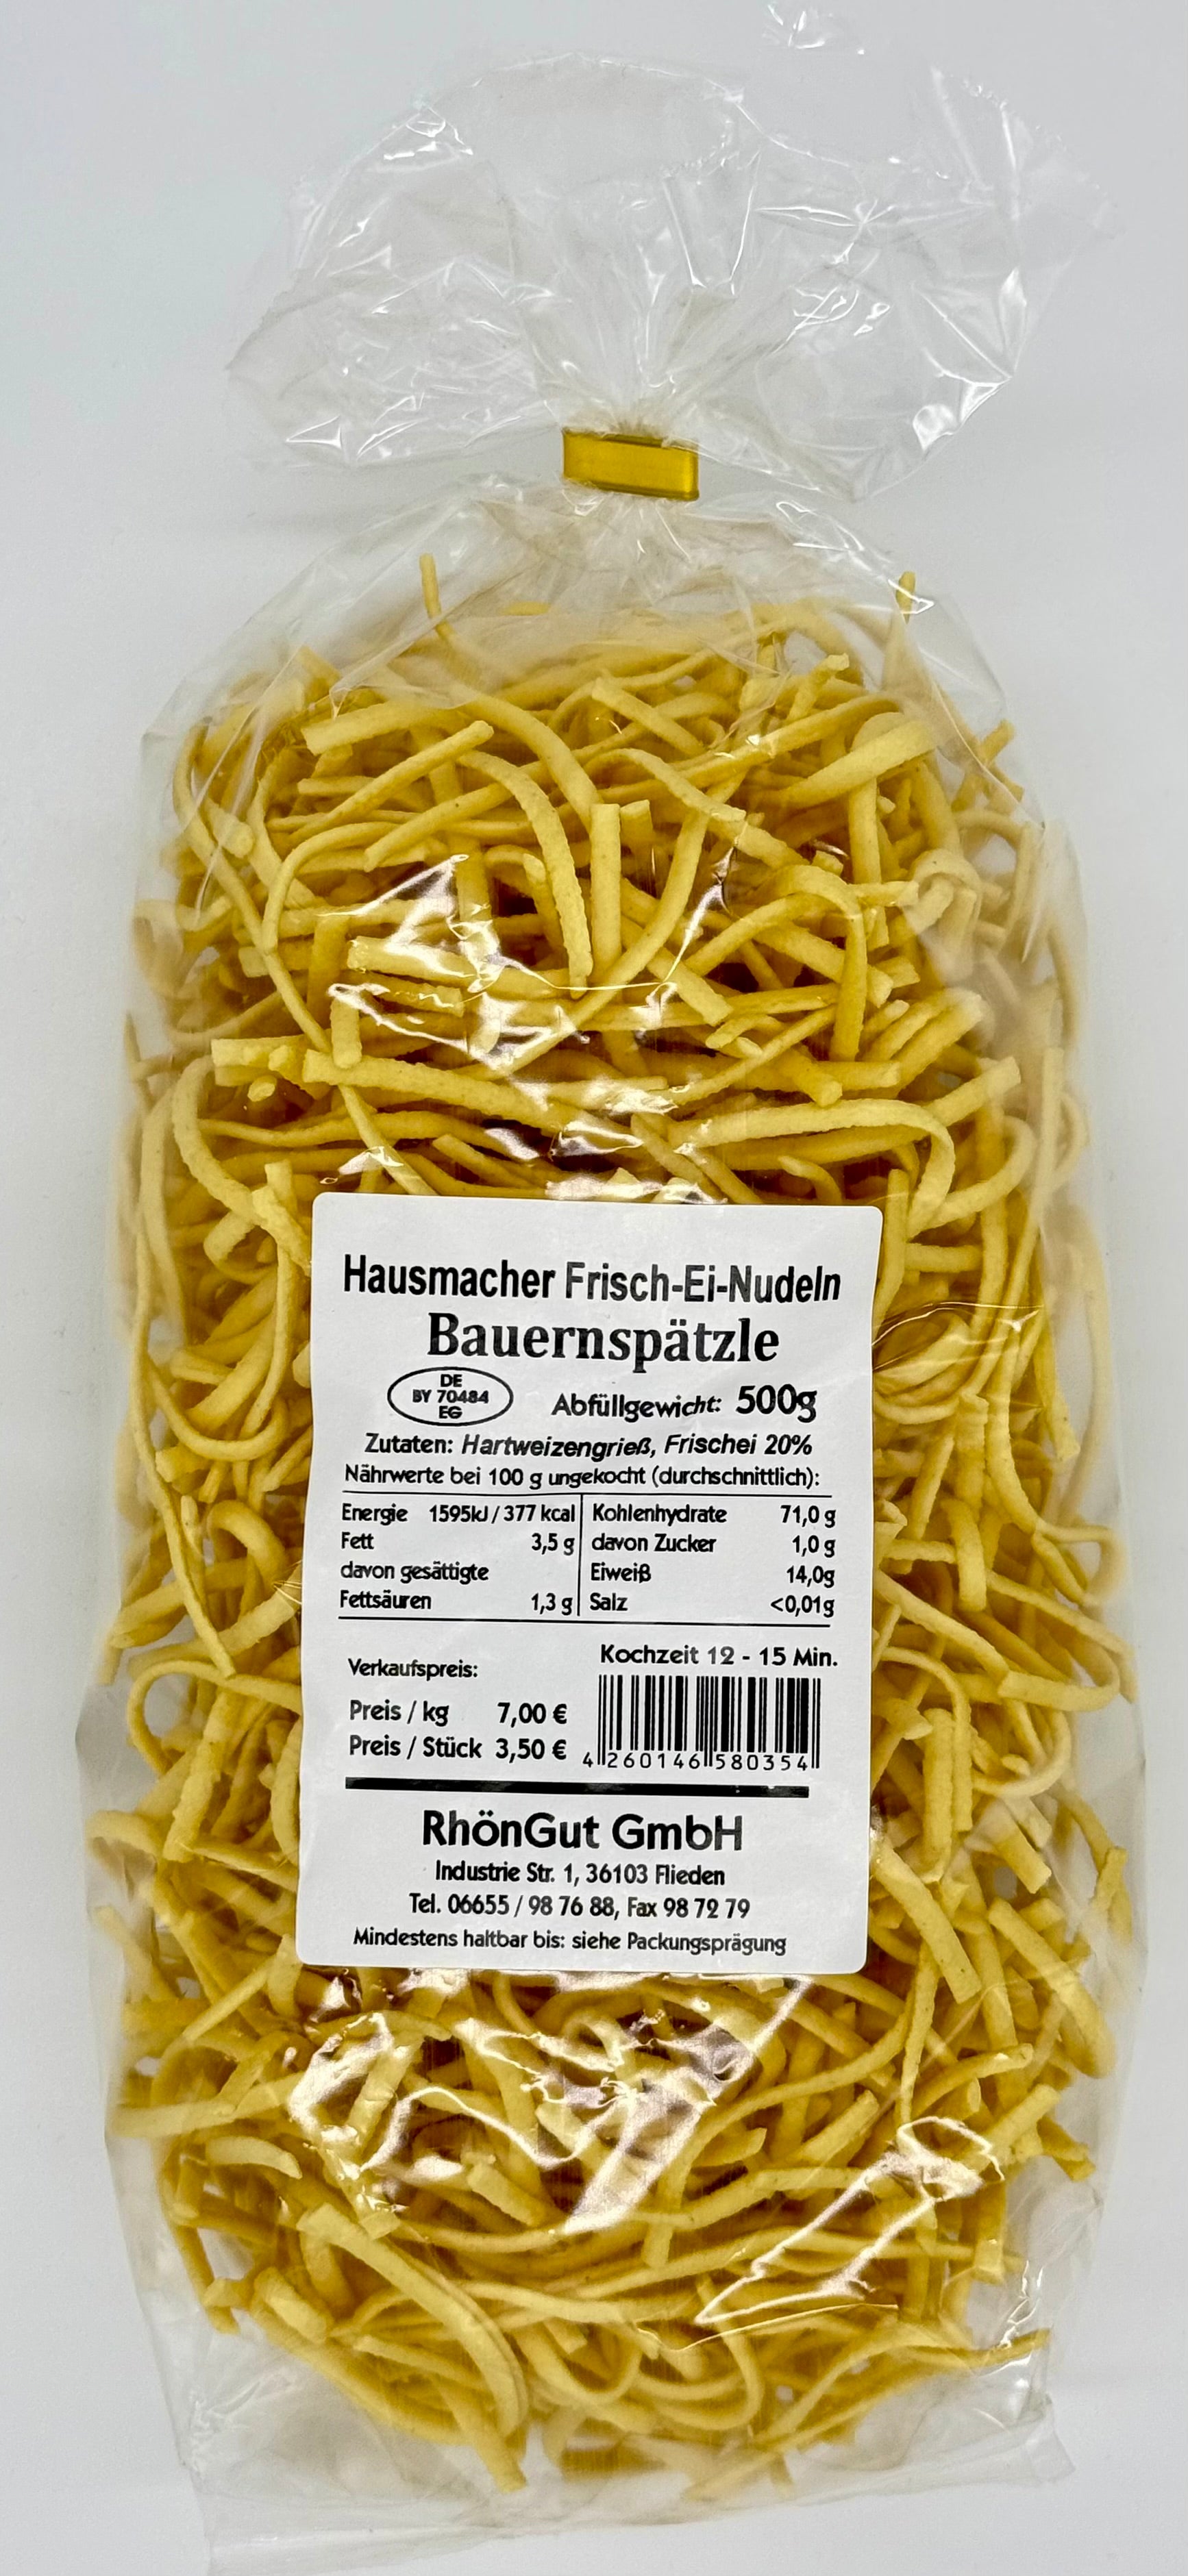 Hausmacher Frisch-Ei-Nudeln
Bauernspätzle
DE
BY 70484
EG
Abfüllgewicht: 500g
Zutaten: Hartweizengrieß, Frischei 20%
Nährwerte bei 100 g ungekocht (durchschnittlich):
Energie 1595kJ / 377 kcal Kohlenhydrate 71,0 g
Fett 3,5 g davon Zucker 1,0 g
davon gesättigte Eiweiß 14,0g
Fettsäuren 1,3 g Salz <0,01g
Kochzeit 12 - 15 Min.
Verkaufspreis:
Preis / kg 7,00 €
Preis / Stück 3,50 €
4 260146 580354
RhönGut GmbH
Industrie Str. 1, 36103 Flieden
Tel. 06655 / 98 76 88, Fax 98 72 79
Mindestens haltbar bis: siehe Packungsprägung